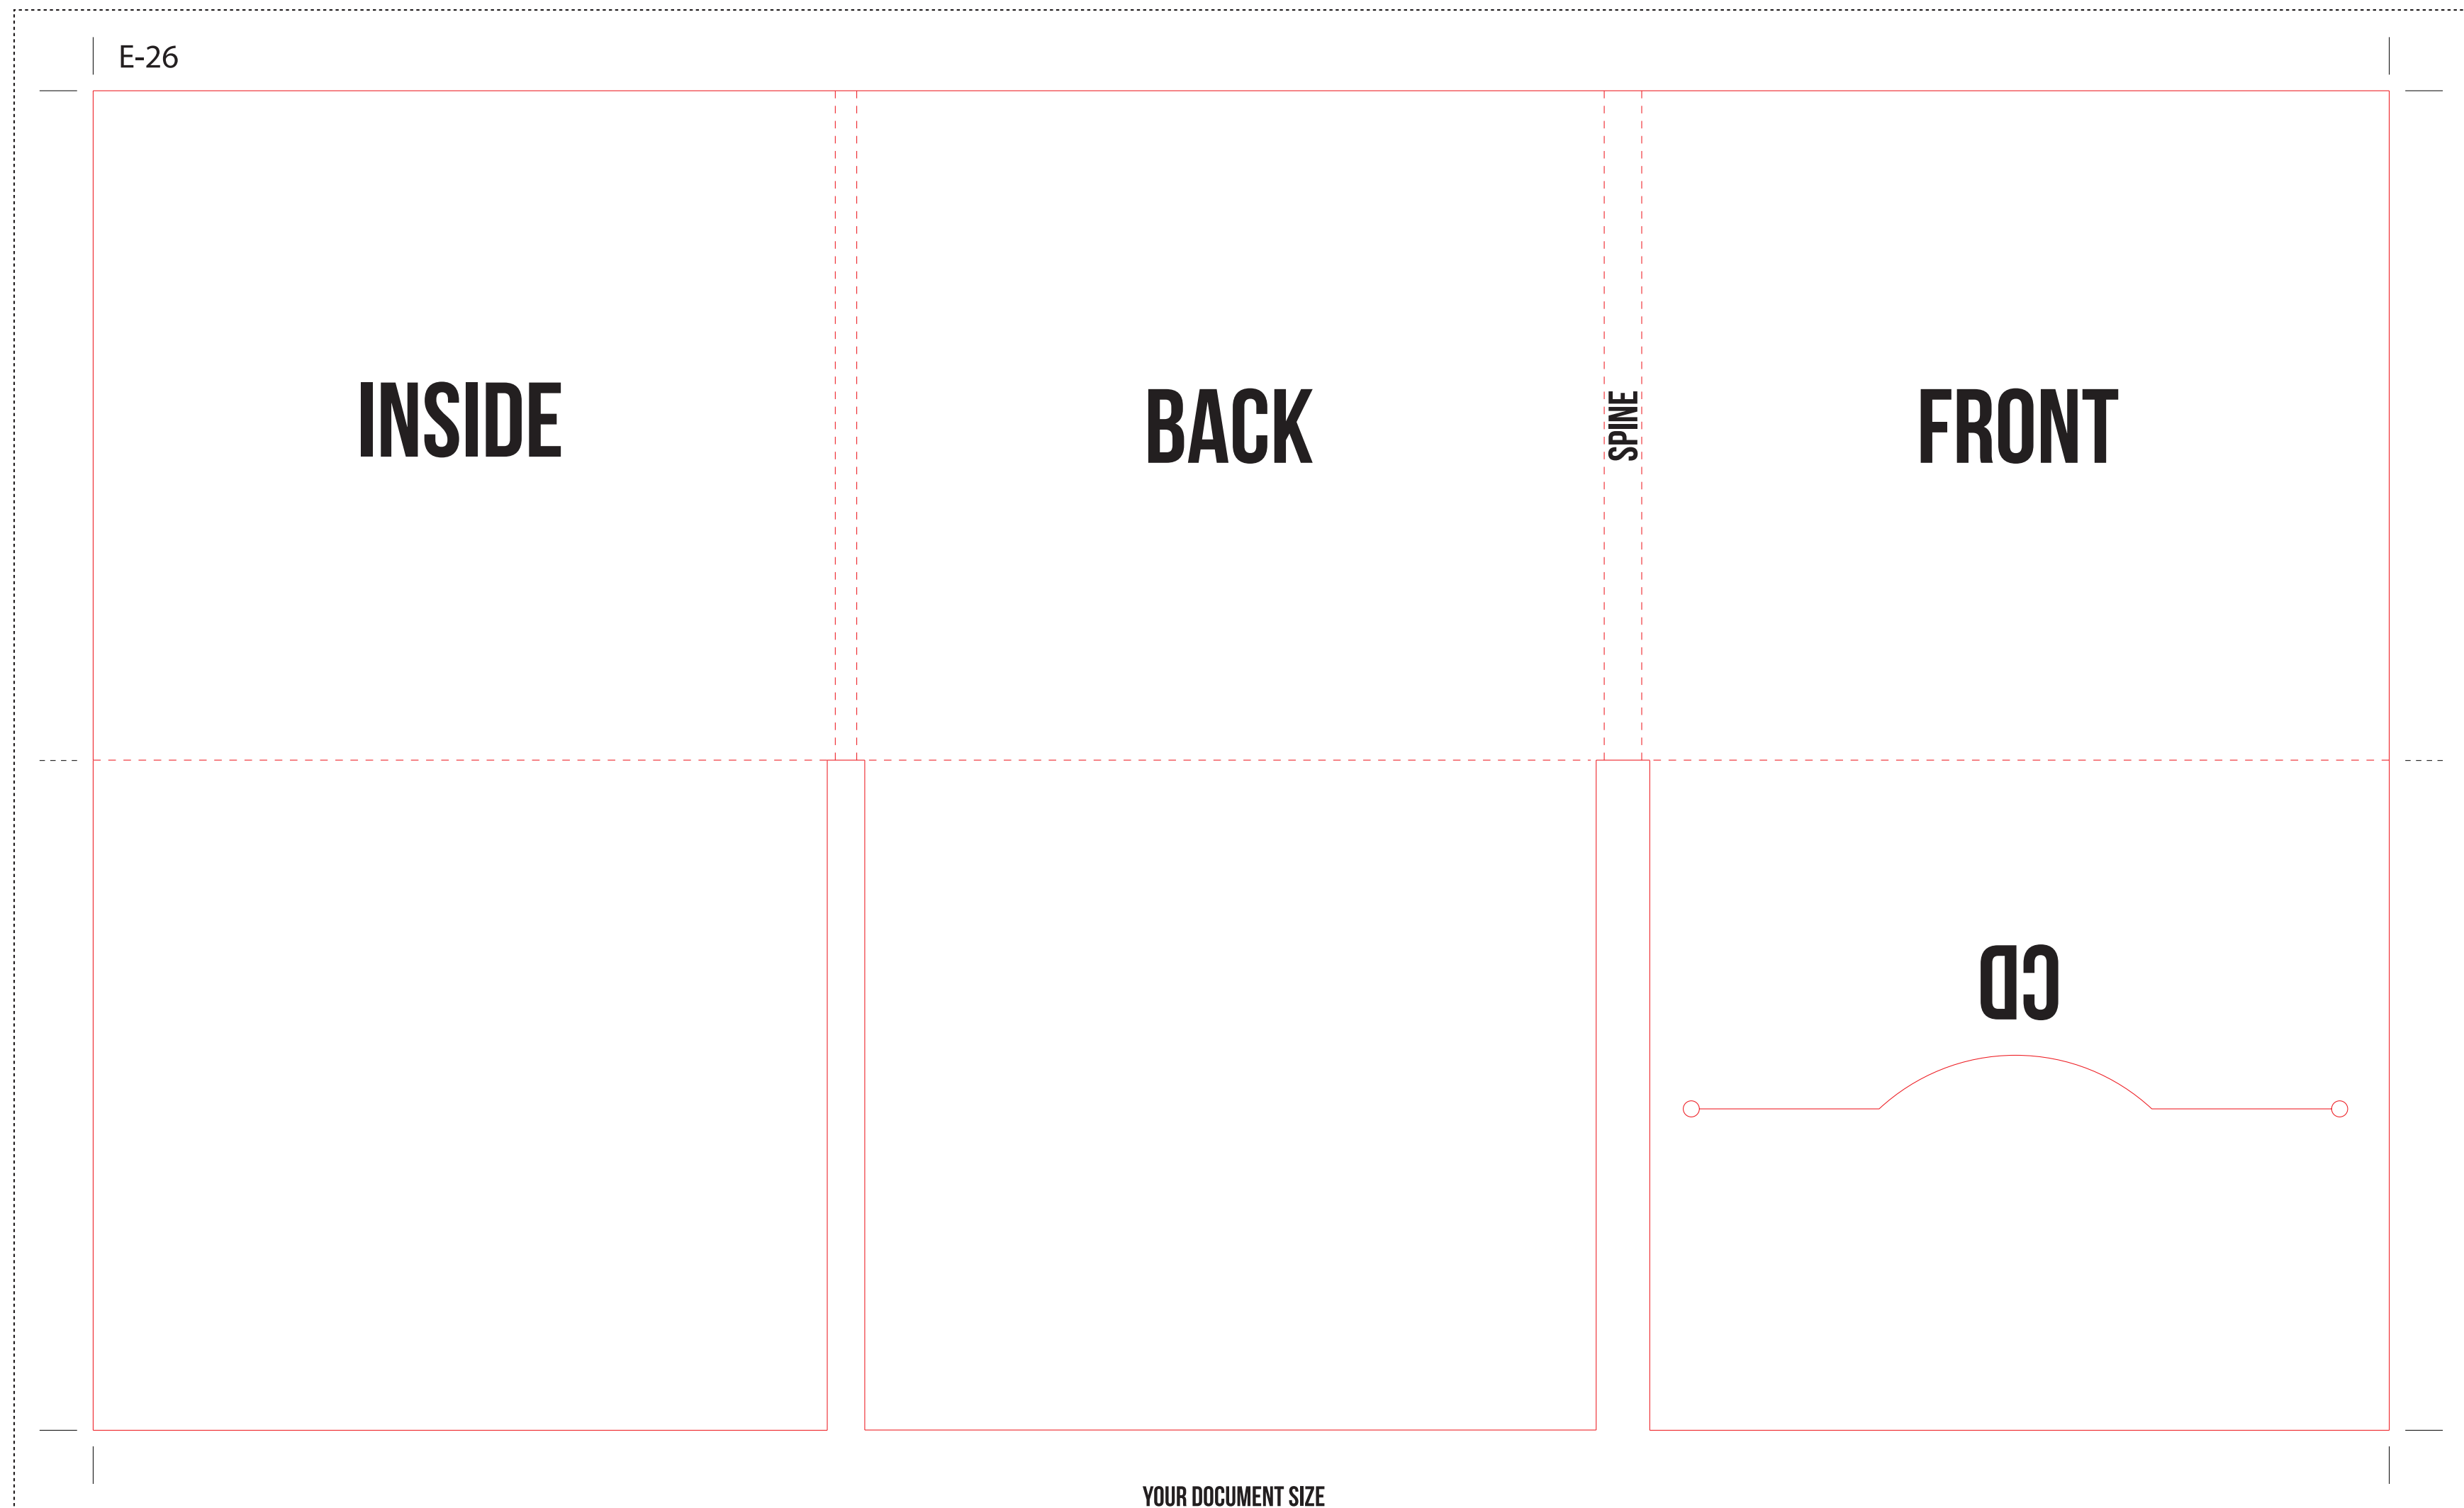 E-26
INSIDE
BACK
SPINE
FRONT
CD
YOUR DOCUMENT SIZE